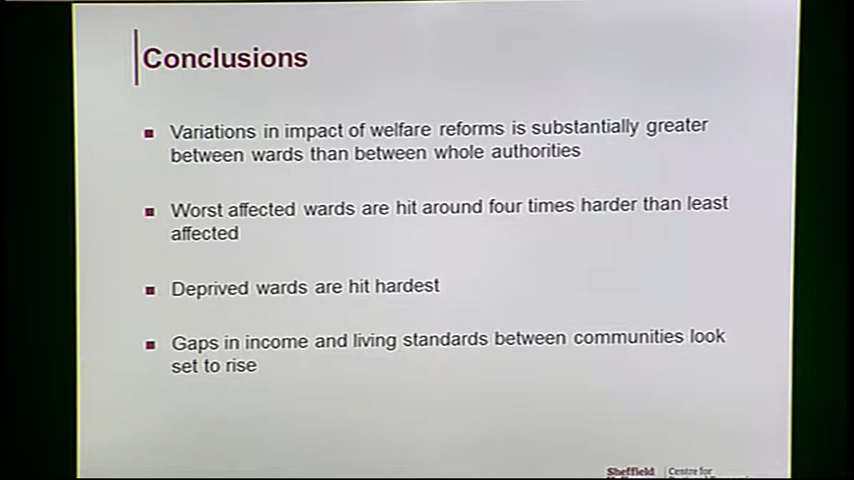 Conclusions
Variations in impact of welfare reforms is substantially greater
between wards than between whole authorities
Worst affected wards are hit around four times harder than least
affected
Deprived wards are hit hardest
Gaps in income and living standards between communities look
set to rise
Sheffield
Centre for